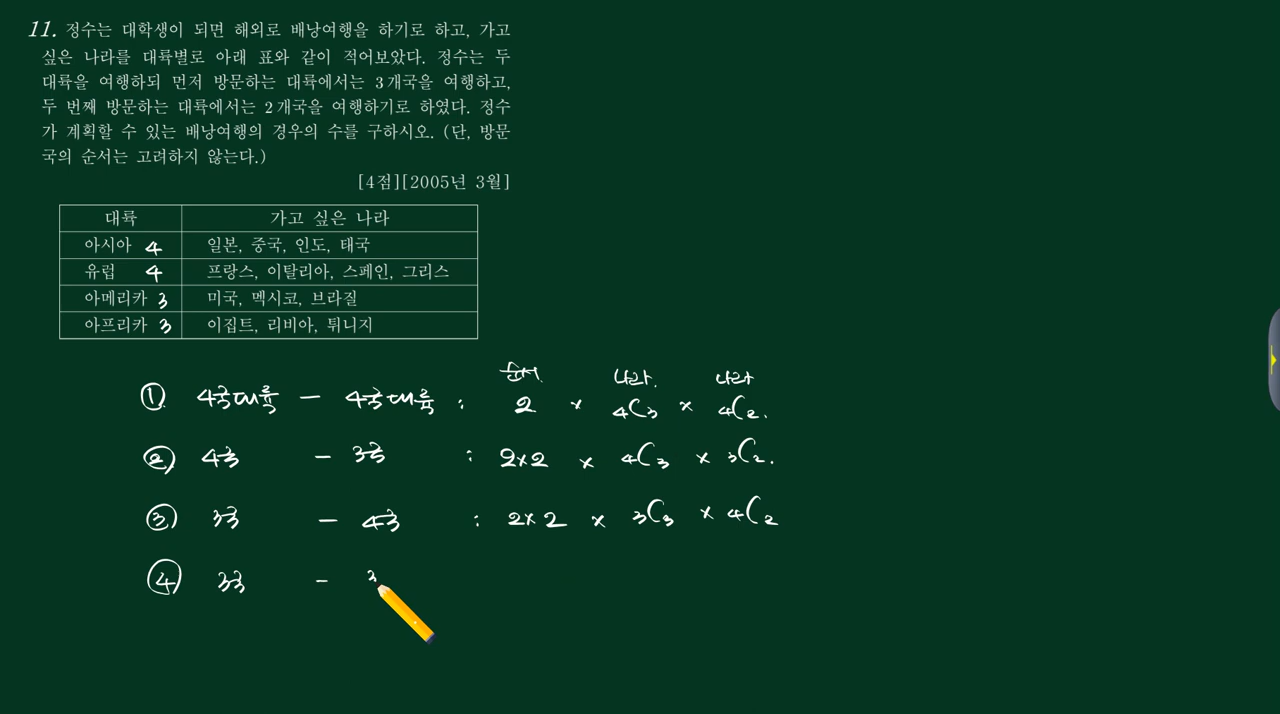 11. 정수는 대학생이 되면 해외로 배낭여행을 하기로 하고, 가고
싶은 나라를 대륙별로 아래 표와 같이 적어보았다. 정수는 두
대륙을 여행하되 먼저 방문하는 대륙에서는 3개국을 여행하고,
두 번째 방문하는 대륙에서는 2개국을 여행하기로 하였다. 정수
가 계획할 수 있는 배낭여행의 경우의 수를 구하시오. (단, 방문
국의 순서는 고려하지 않는다.)
[4점][2005년 3월]
대륙 가고 싶은 나라
아시아 4 일본, 중국, 인도, 태국
유럽 4 프랑스, 이탈리아, 스페인, 그리스
아메리카 3 미국, 멕시코, 브라질
아프리카 3 이집트, 리비아, 튀니지
순서. 나라. 나라
① 4국대륙 - 4국대륙 : 2 × 4C3 × 4C2.
② 4국 - 3국 : 2×2 × 4C3 × 3C2.
③ 3국 - 4국 : 2×2 × 3C3 × 4C2
④ 3국 - 3